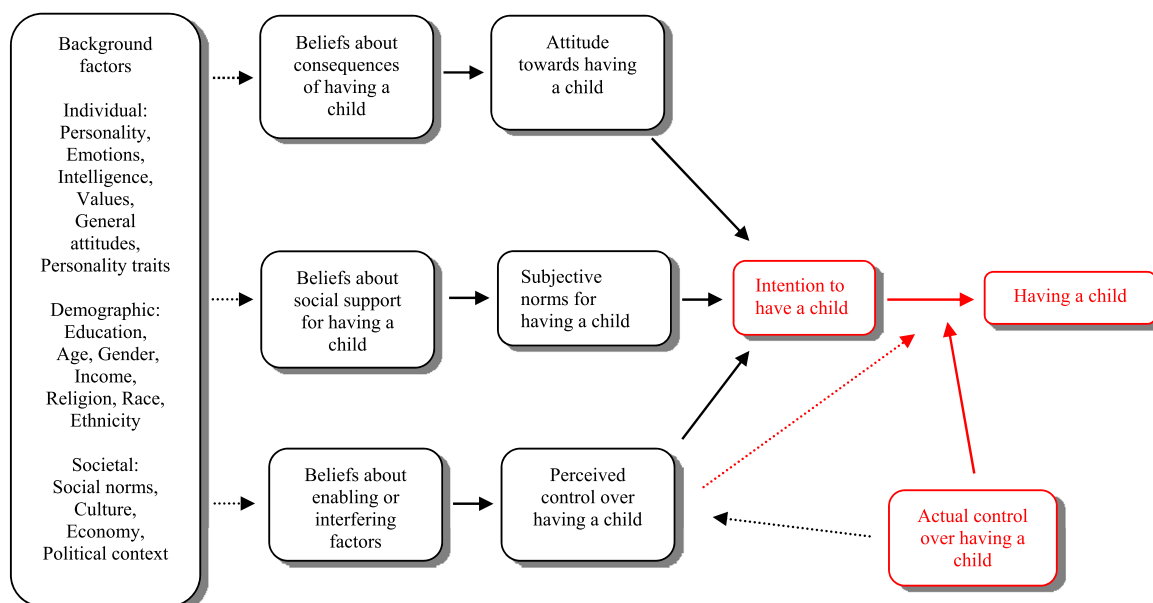 Background
factors
Individual:
Personality,
Emotions,
Intelligence,
Values,
General
attitudes,
Personality traits
Demographic:
Education,
Age, Gender,
Income,
Religion, Race,
Ethnicity
Societal:
Social norms,
Culture,
Economy,
Political context
Beliefs about
consequences
of having a
child
Attitude
towards having
a child
Beliefs about
social support
for having a
child
Subjective
norms for
having a child
Intention to
have a child
Having a child
Beliefs about
enabling or
interfering
factors
Perceived
control over
having a child
Actual control
over having a
child